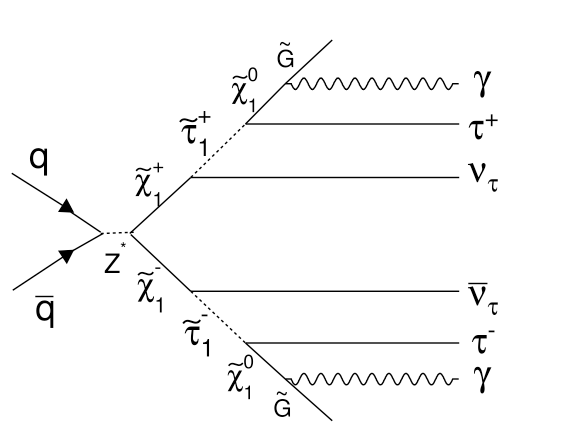 G̃
χ̃₁⁰ γ
τ̃₁⁺ τ⁺
χ̃₁⁺ ν_τ
q
Z*
q̄
χ̃₁⁻ ν̄_τ
τ̃₁⁻ τ⁻
χ̃₁⁰ γ
G̃